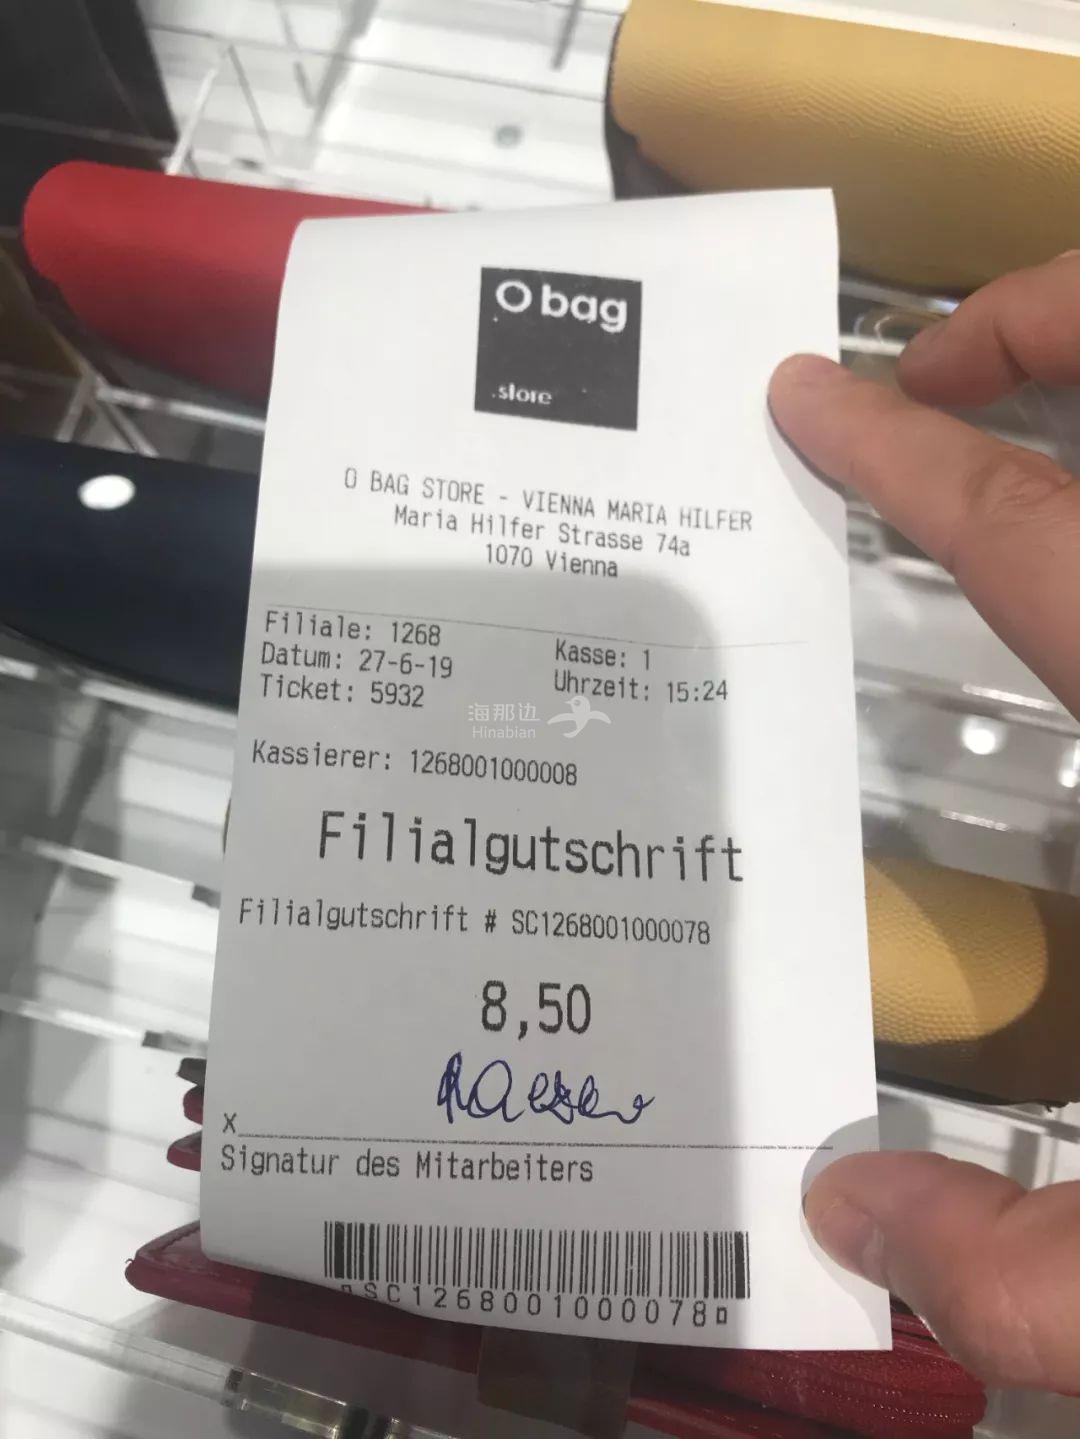 O bag
.store
O BAG STORE - VIENNA MARIA HILFER
Maria Hilfer Strasse 74a
1070 Vienna
Filiale: 1268
Kasse: 1
Datum: 27-6-19
Uhrzeit: 15:24
Ticket: 5932
海那边
Hinabian
Kassierer: 1268001000008
Filialgutschrift
Filialgutschrift # SC1268001000078
8,50
X
Signatur des Mitarbeiters
SC1268001000078